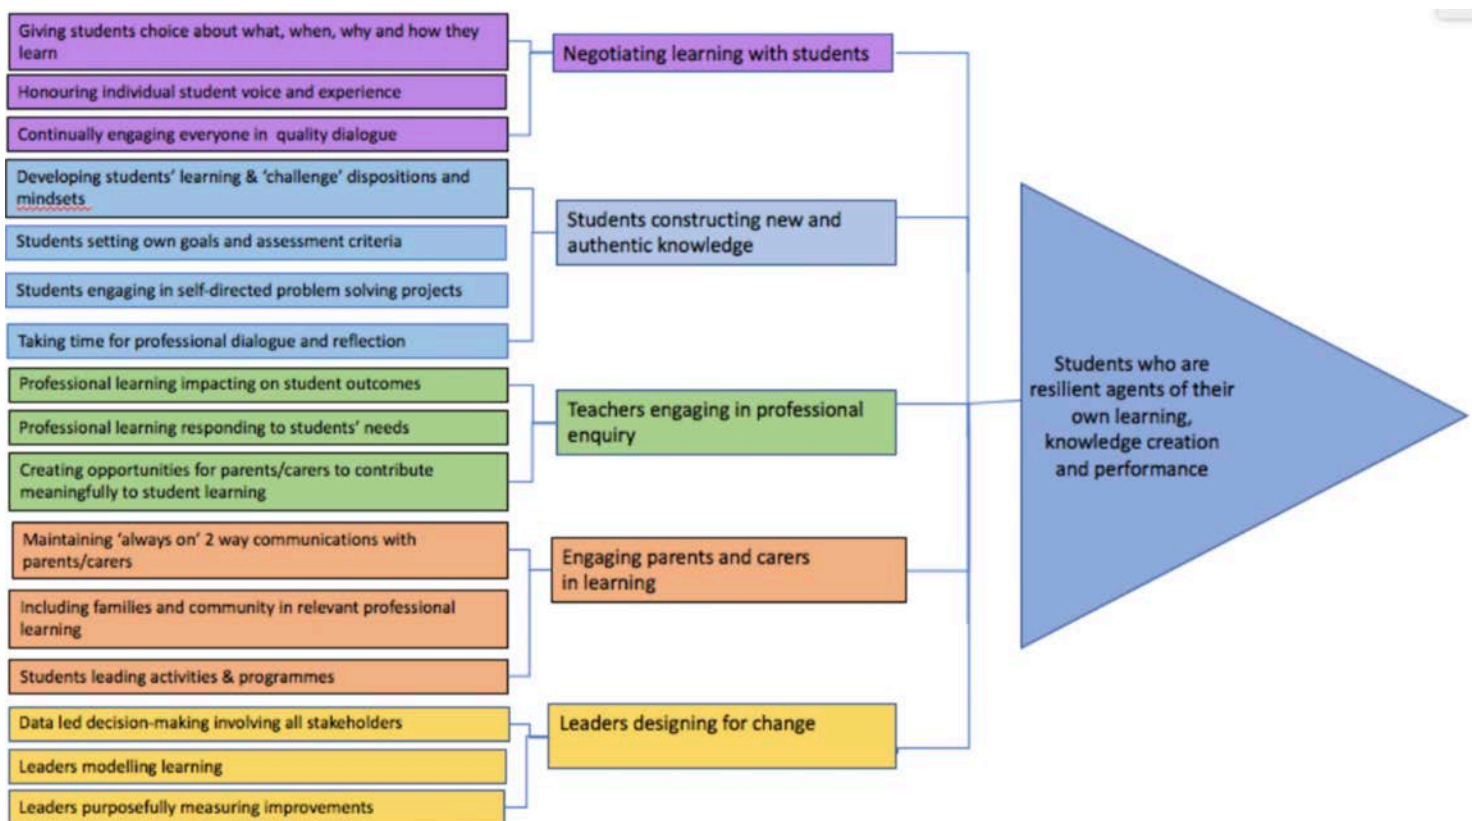 Giving students choice about what, when, why and how they
learn
Honouring individual student voice and experience
Continually engaging everyone in quality dialogue
Developing students' learning & 'challenge' dispositions and
mindsets
Students setting own goals and assessment criteria
Students engaging in self-directed problem solving projects
Taking time for professional dialogue and reflection
Professional learning impacting on student outcomes
Professional learning responding to students' needs
Creating opportunities for parents/carers to contribute
meaningfully to student learning
Maintaining 'always on' 2 way communications with
parents/carers
Including families and community in relevant professional
learning
Students leading activities & programmes
Data led decision-making involving all stakeholders
Leaders modelling learning
Leaders purposefully measuring improvements
Negotiating learning with students
Students constructing new and
authentic knowledge
Teachers engaging in professional
enquiry
Engaging parents and carers
in learning
Leaders designing for change
Students who are
resilient agents of their
own learning,
knowledge creation
and performance